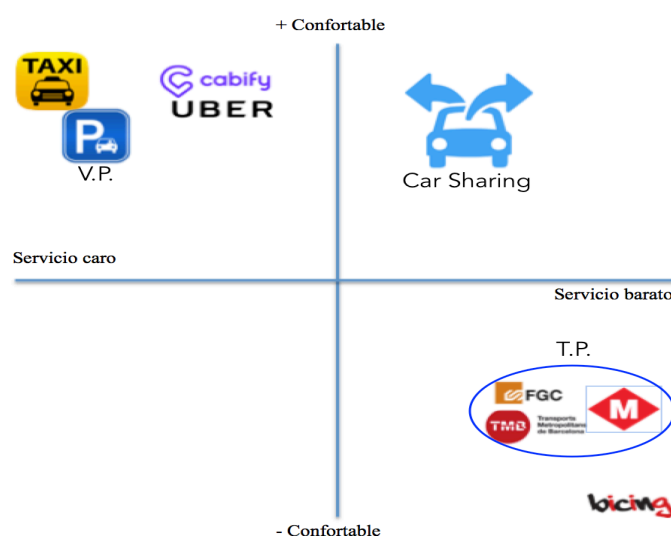 + Confortable
TAXI
cabify
UBER
P
V.P.
Car Sharing
Servicio caro
Servicio barato
T.P.
FGC
TMB
Transports
Metropolitans
de Barcelona
M
bicing
- Confortable